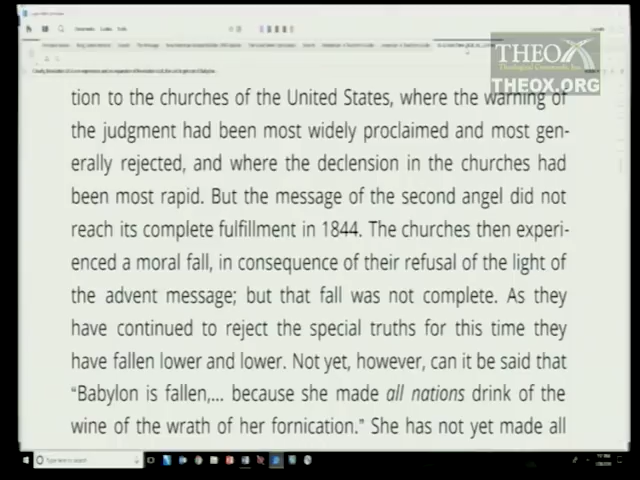 THEOX
THEOX.ORG
tion to the churches of the United States, where the warning of
the judgment had been most widely proclaimed and most gen-
erally rejected, and where the declension in the churches had
been most rapid. But the message of the second angel did not
reach its complete fulfillment in 1844. The churches then experi-
enced a moral fall, in consequence of their refusal of the light of
the advent message; but that fall was not complete. As they
have continued to reject the special truths for this time they
have fallen lower and lower. Not yet, however, can it be said that
“Babylon is fallen,... because she made all nations drink of the
wine of the wrath of her fornication.” She has not yet made all
Type here to search